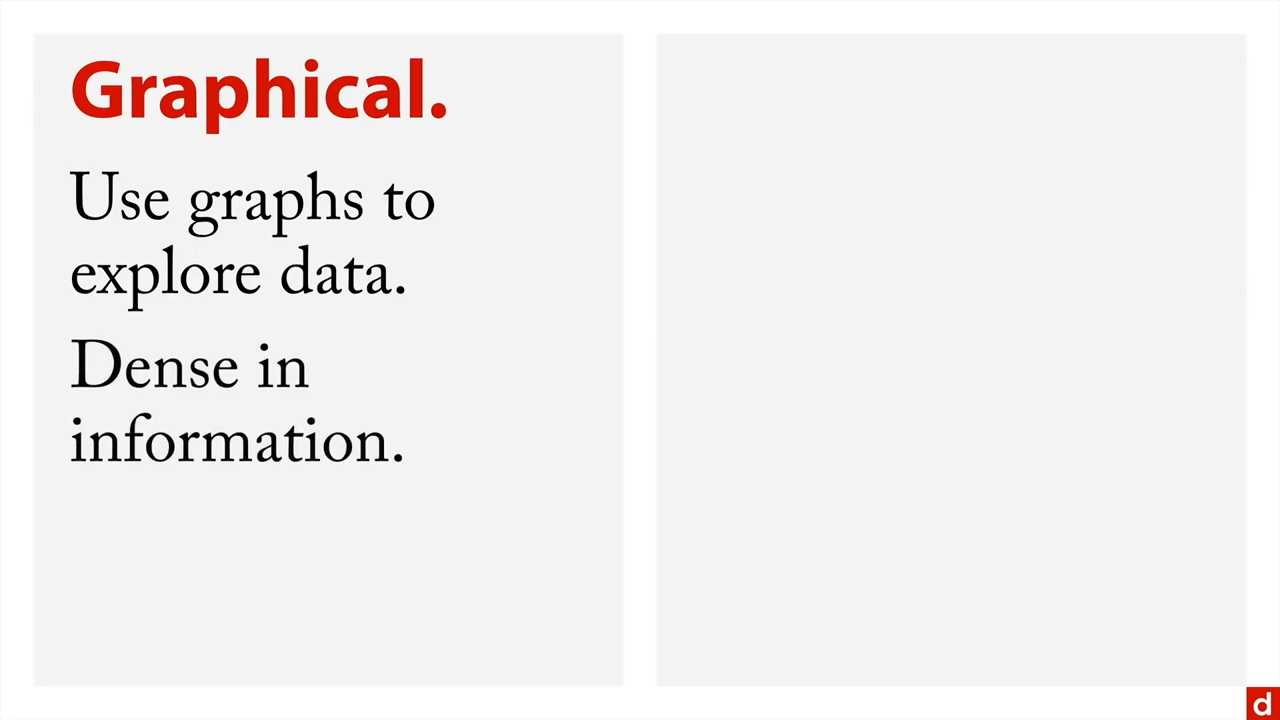 Graphical.
Use graphs to
explore data.
Dense in
information.
d